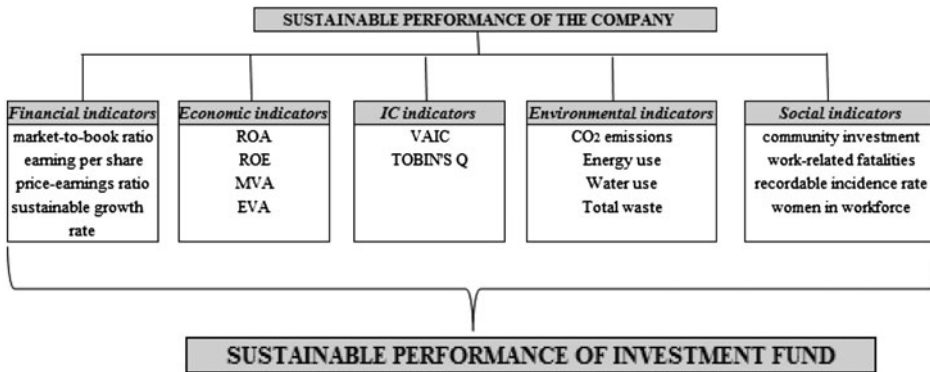 SUSTAINABLE PERFORMANCE OF THE COMPANY
Financial indicators
market-to-book ratio
earning per share
price-earnings ratio
sustainable growth
rate
Economic indicators
ROA
ROE
MVA
EVA
IC indicators
VAIC
TOBIN'S Q
Environmental indicators
CO2 emissions
Energy use
Water use
Total waste
Social indicators
community investment
work-related fatalities
recordable incidence rate
women in workforce
SUSTAINABLE PERFORMANCE OF INVESTMENT FUND